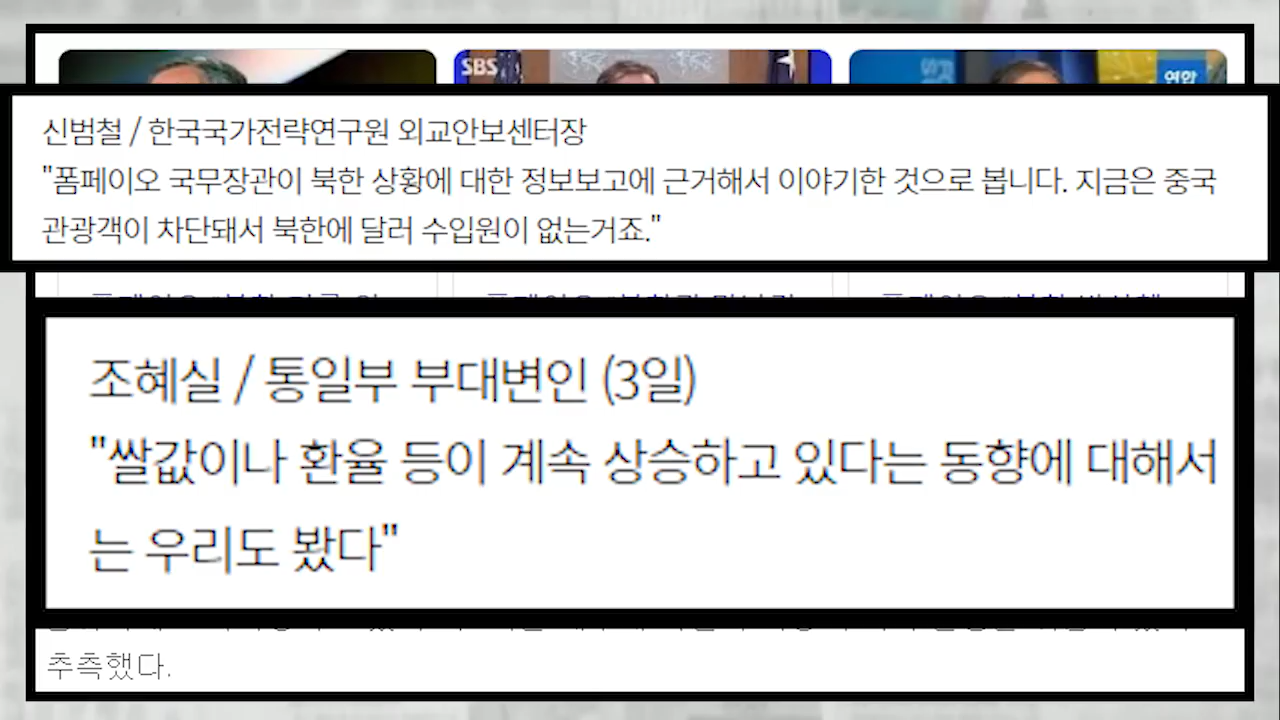 SBS
연합
신범철 / 한국국가전략연구원 외교안보센터장
"폼페이오 국무장관이 북한 상황에 대한 정보보고에 근거해서 이야기한 것으로 봅니다. 지금은 중국
관광객이 차단돼서 북한에 달러 수입원이 없는거죠."
조혜실 / 통일부 부대변인 (3일)
"쌀값이나 환율 등이 계속 상승하고 있다는 동향에 대해서
는 우리도 봤다"
추측했다.